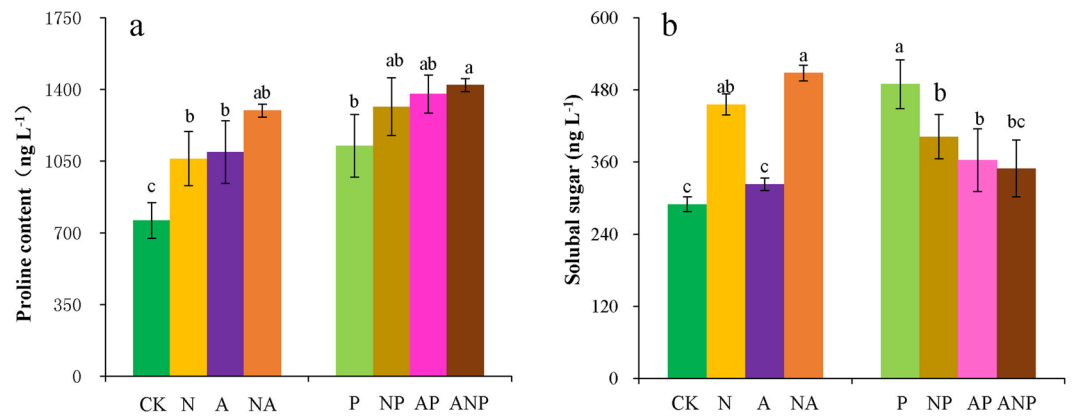 a
Proline content（ng L-1）
1750
1400
1050
700
350
0
c
b
b
ab
b
ab
ab
a
CK N A NA P NP AP ANP
b
Solubal sugar (ng L-1)
600
480
360
240
120
0
c
ab
c
a
a
b
b
bc
CK N A NA P NP AP ANP